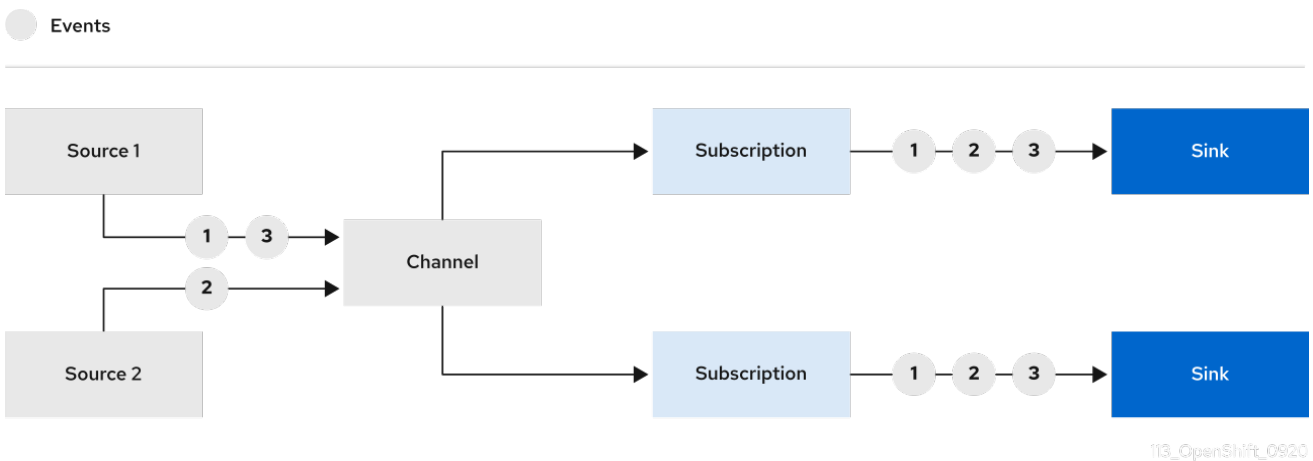 Events
Source 1
Subscription
1 2 3
Sink
1 3
Channel
2
Source 2
Subscription
1 2 3
Sink
113_OpenShift_0920